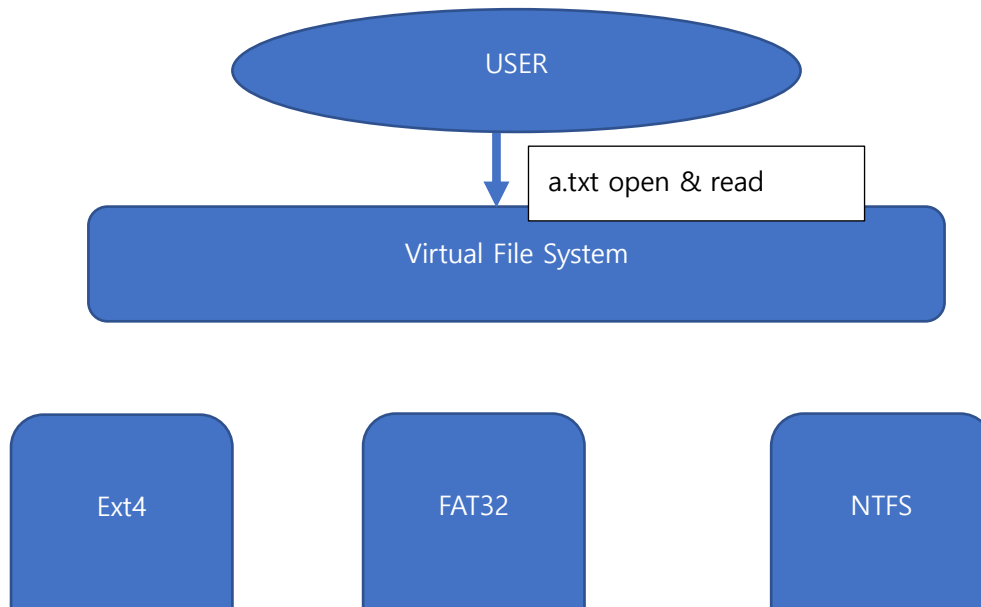 USER
a.txt open & read
Virtual File System
Ext4
FAT32
NTFS